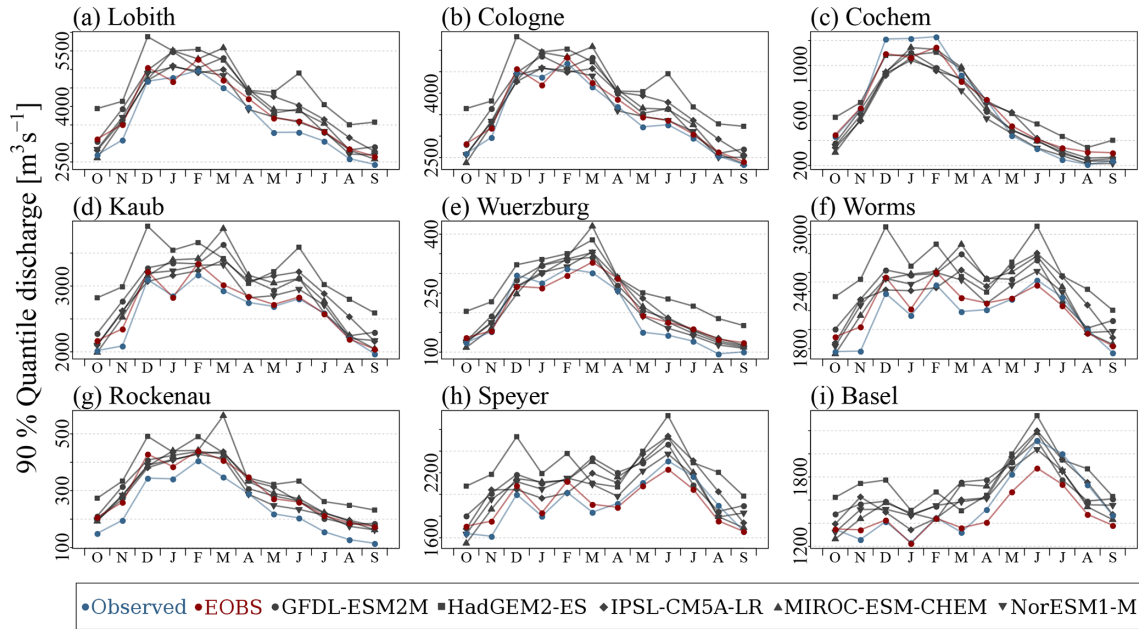 90 % Quantile discharge [m³s⁻¹]
(a) Lobith
5500
4000
2500
O N D J F M A M J J A S
(b) Cologne
4000
2500
O N D J F M A M J J A S
(c) Cochem
1000
600
200
O N D J F M A M J J A S
(d) Kaub
3000
2000
O N D J F M A M J J A S
(e) Wuerzburg
400
250
100
O N D J F M A M J J A S
(f) Worms
3000
2400
1800
O N D J F M A M J J A S
(g) Rockenau
500
300
100
O N D J F M A M J J A S
(h) Speyer
2200
1600
O N D J F M A M J J A S
(i) Basel
1800
1200
O N D J F M A M J J A S
Observed EOBS GFDL-ESM2M HadGEM2-ES IPSL-CM5A-LR MIROC-ESM-CHEM NorESM1-M